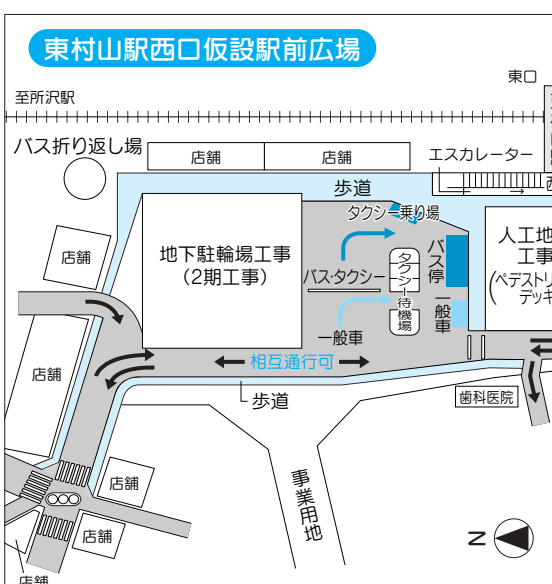 東村山駅西口仮設駅前広場
東口
至所沢駅
バス折り返し場
店舗
店舗
エスカレーター
西
歩道
タクシー乗り場
店舗
地下駐輪場工事
(2期工事)
バス・タクシー
タクシー待機場
バス停
人工地
工事
(ペデストリ
デッキ
一般車
一般車
店舗
相互通行可
歩道
歯科医院
店舗
事業用地
店舗
N
店舗